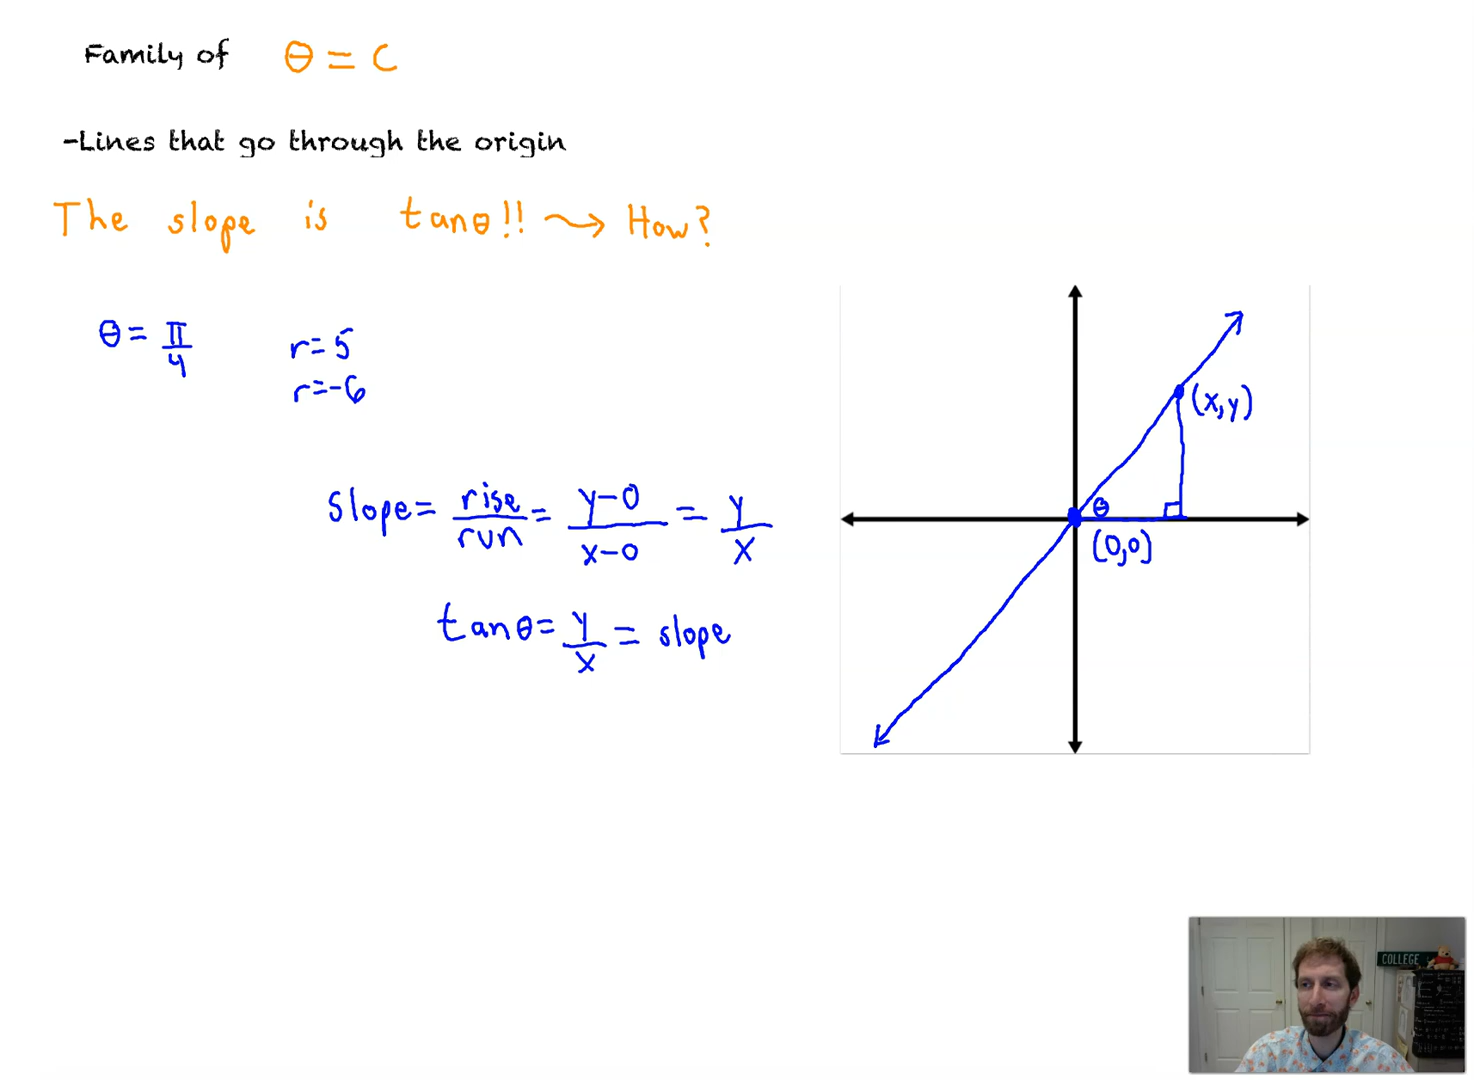 Family of θ = C
-Lines that go through the origin
The slope is tanθ!! → How?
θ = π/4 r = 5
r = -6
slope = rise/run = y-0/x-0 = y/x
tanθ = y/x = slope
(x,y)
θ
(0,0)
COLLEGE